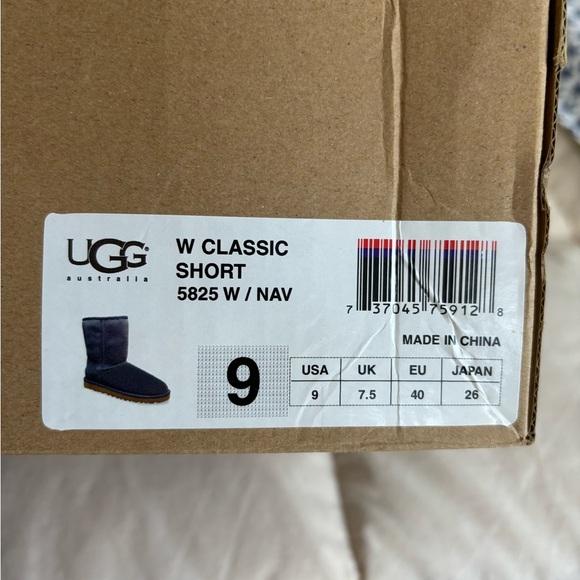 UGG®
australia
W CLASSIC
SHORT
5825 W / NAV
7 37045 75912 8
MADE IN CHINA
9
USA UK EU JAPAN
9 7.5 40 26